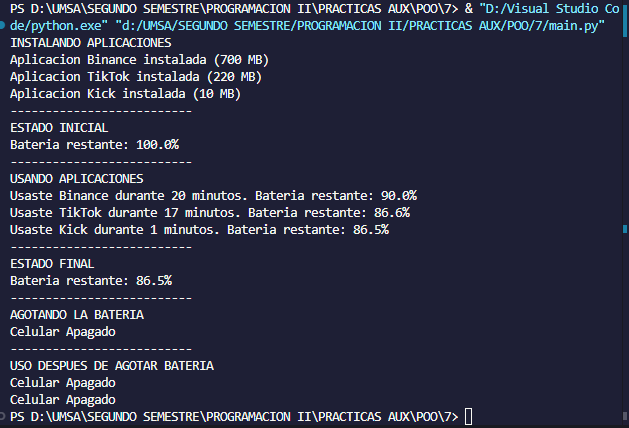 PS D:\UMSA\SEGUNDO SEMESTRE\PROGRAMACION II\PRACTICAS AUX\POO\7> & "D:/Visual Studio Co
de/python.exe" "d:/UMSA/SEGUNDO SEMESTRE/PROGRAMACION II/PRACTICAS AUX/POO/7/main.py"
INSTALANDO APLICACIONES
Aplicacion Binance instalada (700 MB)
Aplicacion TikTok instalada (220 MB)
Aplicacion Kick instalada (10 MB)
--------------------------
ESTADO INICIAL
Bateria restante: 100.0%
--------------------------
USANDO APLICACIONES
Usaste Binance durante 20 minutos. Bateria restante: 90.0%
Usaste TikTok durante 17 minutos. Bateria restante: 86.6%
Usaste Kick durante 1 minutos. Bateria restante: 86.5%
--------------------------
ESTADO FINAL
Bateria restante: 86.5%
--------------------------
AGOTANDO LA BATERIA
Celular Apagado
--------------------------
USO DESPUES DE AGOTAR BATERIA
Celular Apagado
Celular Apagado
PS D:\UMSA\SEGUNDO SEMESTRE\PROGRAMACION II\PRACTICAS AUX\POO\7>